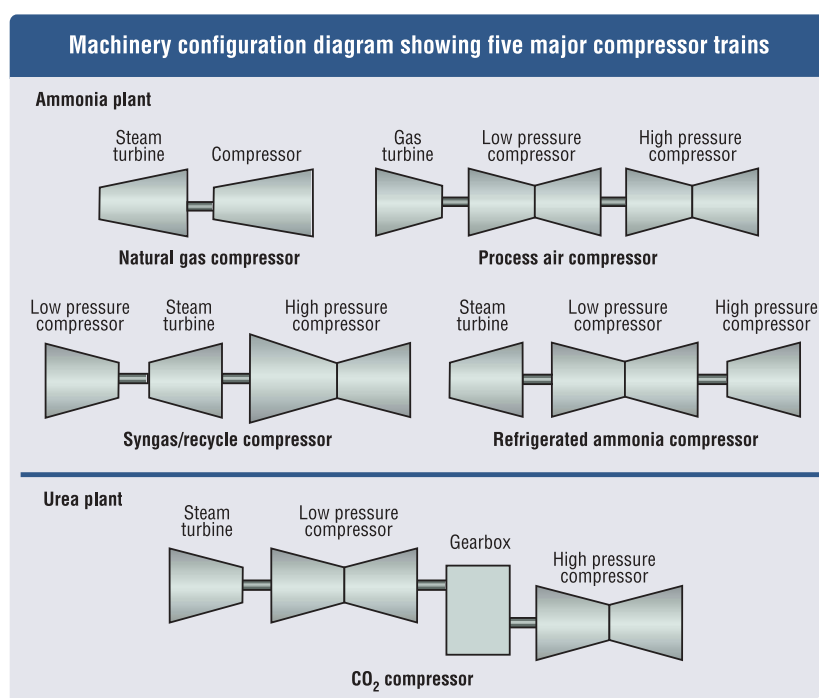 Machinery configuration diagram showing five major compressor trains
Ammonia plant
Steam
turbine
Compressor
Natural gas compressor
Gas
turbine
Low pressure
compressor
High pressure
compressor
Process air compressor
Low pressure
compressor
Steam
turbine
High pressure
compressor
Syngas/recycle compressor
Steam
turbine
Low pressure
compressor
High pressure
compressor
Refrigerated ammonia compressor
Urea plant
Steam
turbine
Low pressure
compressor
Gearbox
High pressure
compressor
CO₂ compressor